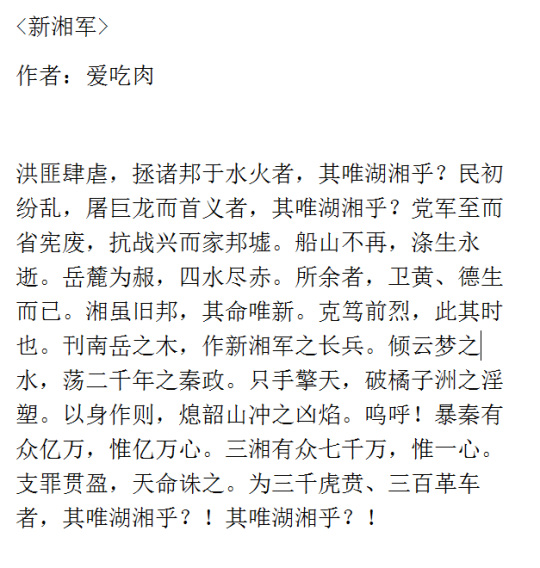 <新湘军>
作者：爱吃肉
洪匪肆虐，拯诸邦于水火者，其唯湖湘乎？民初
纷乱，屠巨龙而首义者，其唯湖湘乎？党军至而
省宪废，抗战兴而家邦墟。船山不再，涤生永
逝。岳麓为赧，四水尽赤。所余者，卫黄、德生
而已。湘虽旧邦，其命唯新。克笃前烈，此其时
也。刊南岳之木，作新湘军之长兵。倾云梦之
水，荡二千年之秦政。只手擎天，破橘子洲之淫
塑。以身作则，熄韶山冲之凶焰。呜呼！暴秦有
众亿万，惟亿万心。三湘有众七千万，惟一心。
支罪贯盈，天命诛之。为三千虎贲、三百革车
者，其唯湖湘乎？！其唯湖湘乎？！